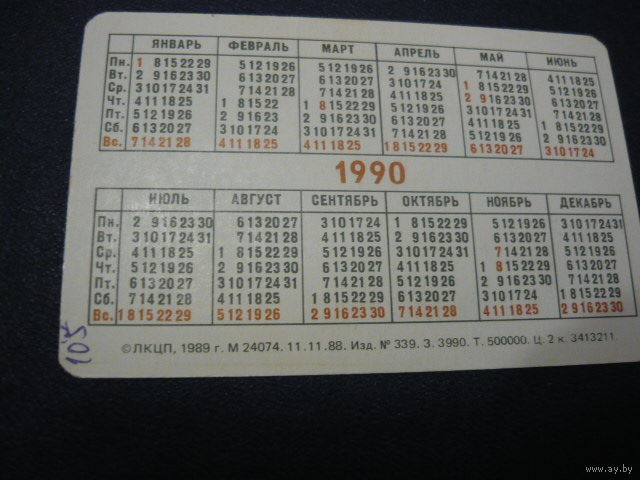 ЯНВАРЬ ФЕВРАЛЬ МАРТ АПРЕЛЬ МАЙ ИЮНЬ
Пн. 1 8 15 22 29 5 12 19 26 5 12 19 26 2 9 16 23 30 7 14 21 28 4 11 18 25
Вт. 2 9 16 23 30 6 13 20 27 6 13 20 27 3 10 17 24 1 8 15 22 29 5 12 19 26
Ср. 3 10 17 24 31 7 14 21 28 7 14 21 28 4 11 18 25 2 9 16 23 30 6 13 20 27
Чт. 4 11 18 25 1 8 15 22 1 8 15 22 29 5 12 19 26 3 10 17 24 31 7 14 21 28
Пт. 5 12 19 26 2 9 16 23 2 9 16 23 30 6 13 20 27 4 11 18 25 1 8 15 22 29
Сб. 6 13 20 27 3 10 17 24 3 10 17 24 31 7 14 21 28 5 12 19 26 2 9 16 23 30
Вс. 7 14 21 28 4 11 18 25 4 11 18 25 1 8 15 22 29 6 13 20 27 3 10 17 24
1990
ИЮЛЬ АВГУСТ СЕНТЯБРЬ ОКТЯБРЬ НОЯБРЬ ДЕКАБРЬ
Пн. 2 9 16 23 30 6 13 20 27 3 10 17 24 1 8 15 22 29 5 12 19 26 3 10 17 24 31
Вт. 3 10 17 24 31 7 14 21 28 4 11 18 25 2 9 16 23 30 6 13 20 27 4 11 18 25
Ср. 4 11 18 25 1 8 15 22 29 5 12 19 26 3 10 17 24 31 7 14 21 28 5 12 19 26
Чт. 5 12 19 26 2 9 16 23 30 6 13 20 27 4 11 18 25 1 8 15 22 29 6 13 20 27
Пт. 6 13 20 27 3 10 17 24 31 7 14 21 28 5 12 19 26 2 9 16 23 30 7 14 21 28
Сб. 7 14 21 28 4 11 18 25 1 8 15 22 29 6 13 20 27 3 10 17 24 1 8 15 22 29
Вс. 1 8 15 22 29 5 12 19 26 2 9 16 23 30 7 14 21 28 4 11 18 25 2 9 16 23 30
105
©ЛКЦП, 1989 г. М 24074. 11.11.88. Изд. № 339. З. 3990. Т. 500000. Ц. 2 к. 3413211.
www.ay.by